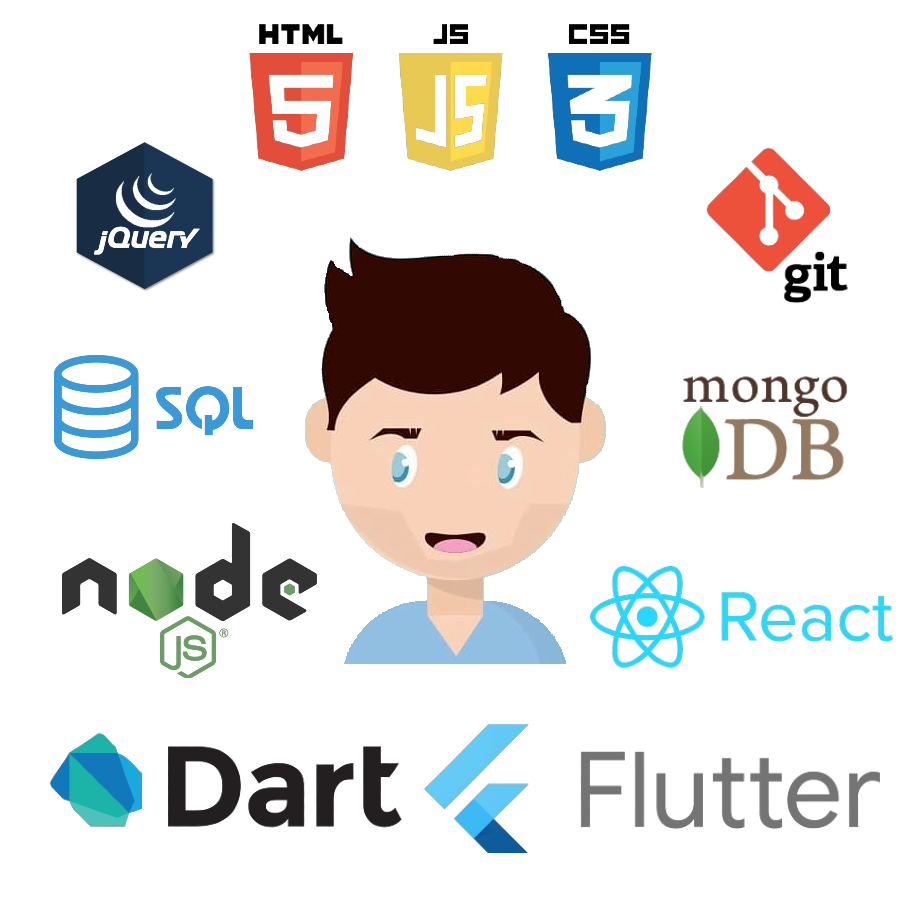 HTML JS CSS
5 JS 3
jQuery
git
SQL
mongo
DB
node
JS®
React
Dart
Flutter